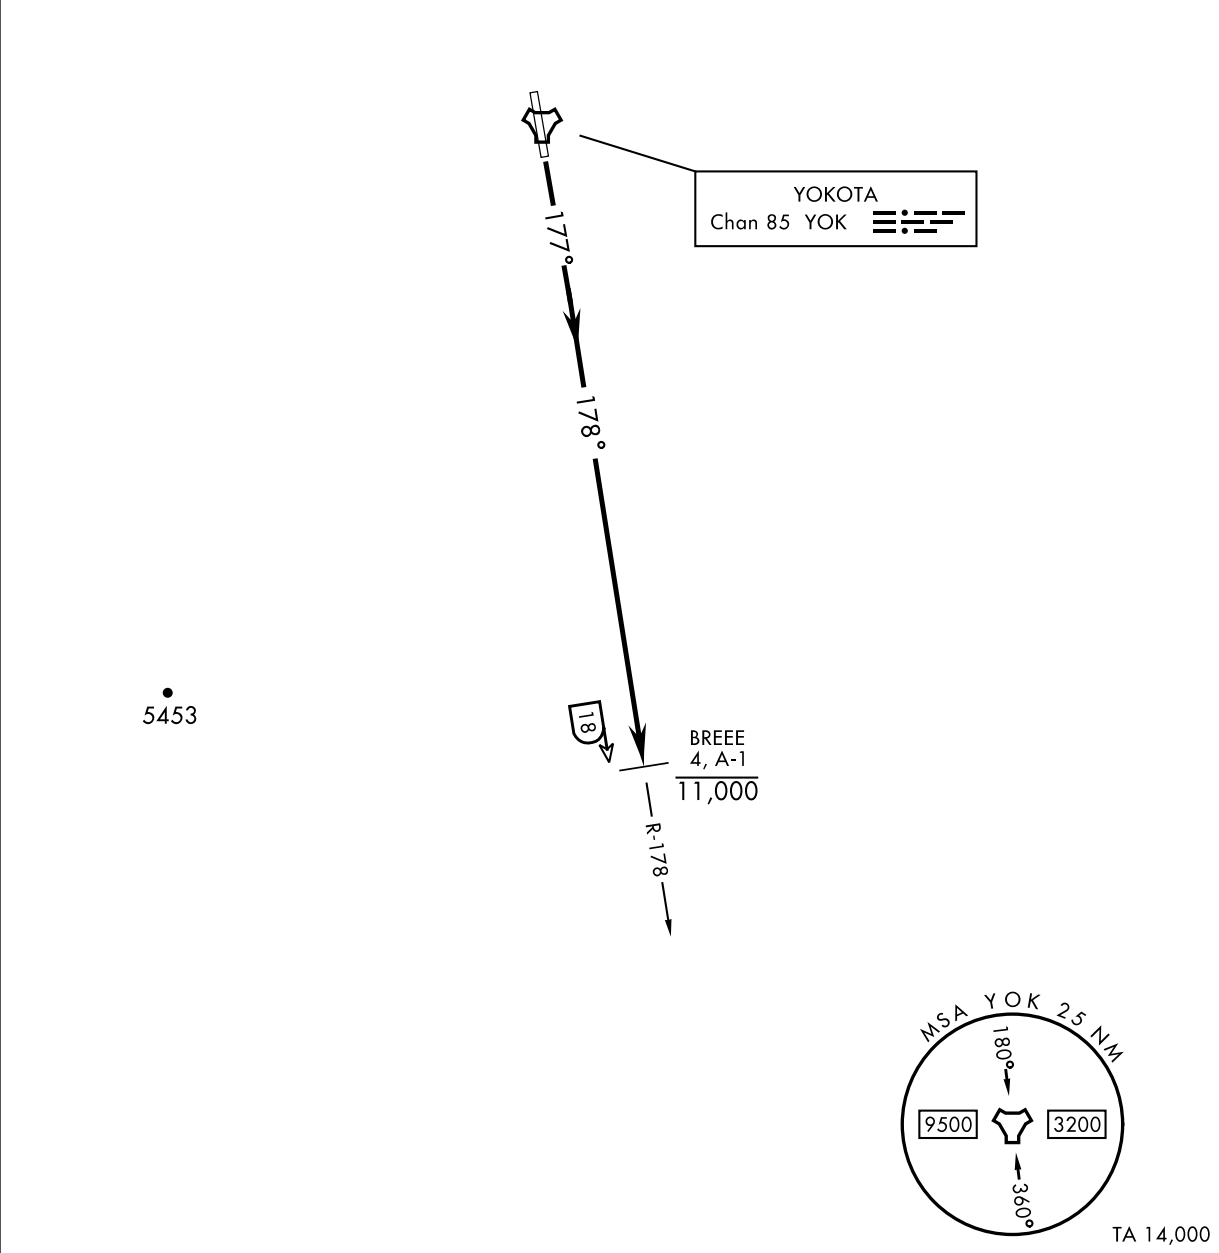 YOKOTA
Chan 85 YOK
177°
178°
5453
18
BREEE
4, A-1
11,000
R-178
MSA YOK 25 NM
180°
9500
3200
360°
TA 14,000